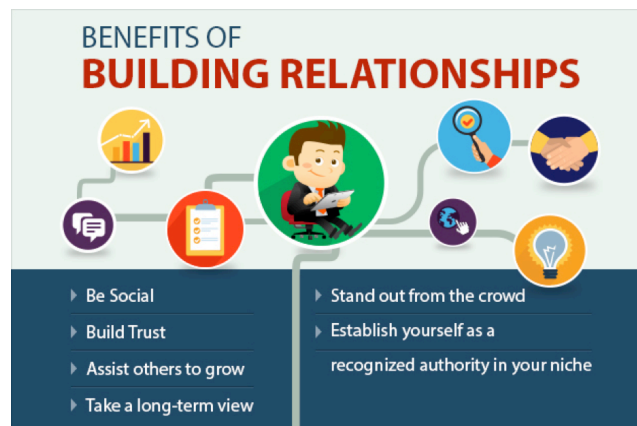 BENEFITS OF
BUILDING RELATIONSHIPS
Be Social
Build Trust
Assist others to grow
Take a long-term view
Stand out from the crowd
Establish yourself as a
recognized authority in your niche